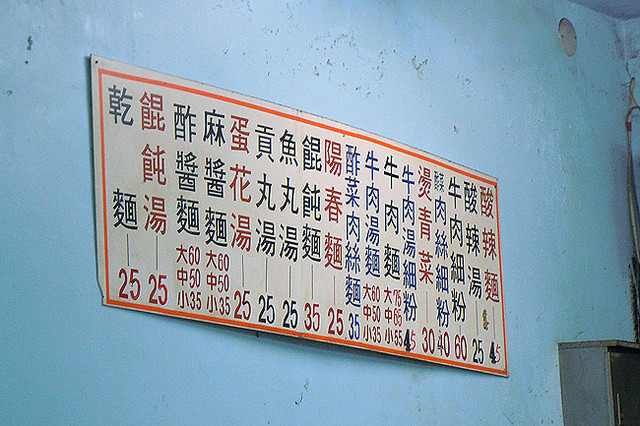 酸辣麵 45
酸辣湯 25
牛肉細粉 60
酢菜肉絲細粉 40
燙青菜 30
牛肉湯細粉 45
牛肉麵 大75 中65 小55
牛肉湯麵 大60 中50 小35
酢菜肉絲麵 35
陽春麵 25
餛飩麵 35
魚丸湯 25
貢丸湯 25
蛋花湯 25
麻醬麵 大60 中50 小35
酢醬麵 大60 中50 小35
餛飩湯 25
乾麵 25